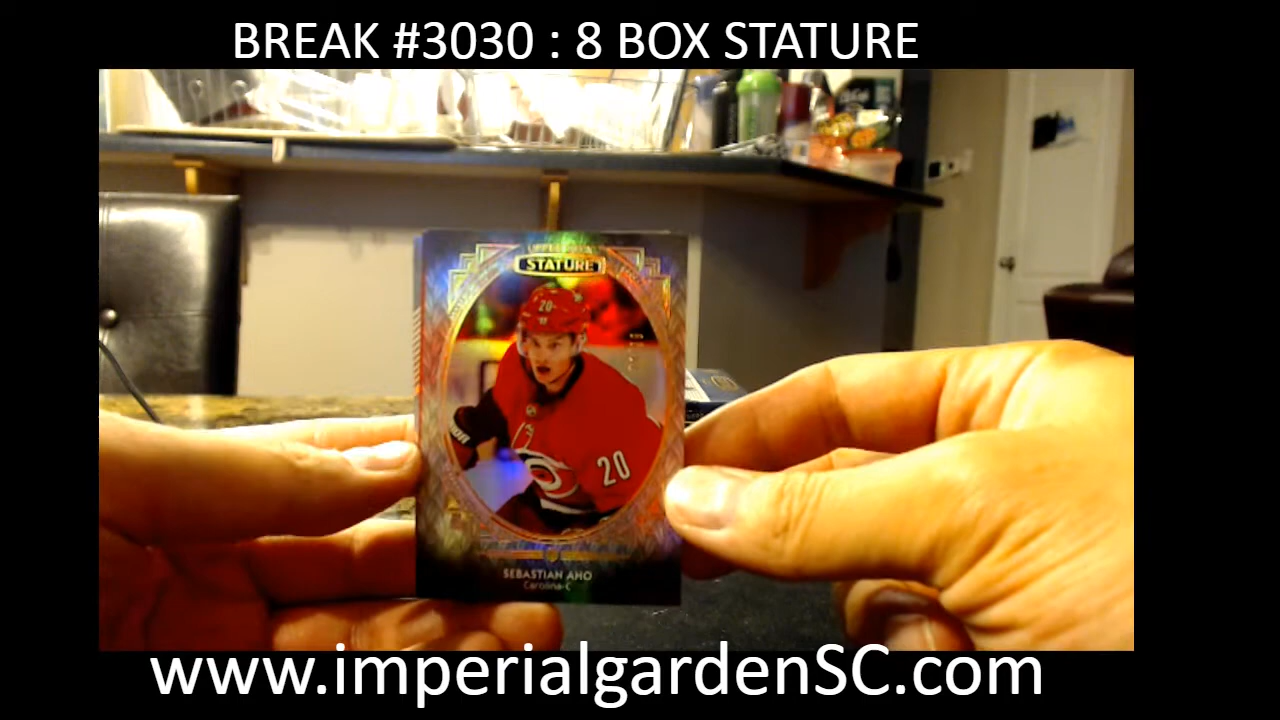 BREAK #3030 : 8 BOX STATURE
STATURE
20
20
SEBASTIAN AHO
Carolina-C
www.imperialgardenSC.com